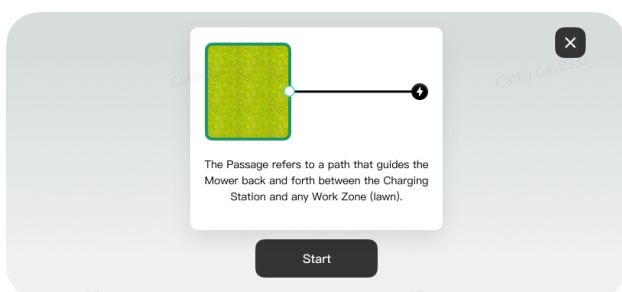 The Passage refers to a path that guides the
Mower back and forth between the Charging
Station and any Work Zone (lawn).
Start